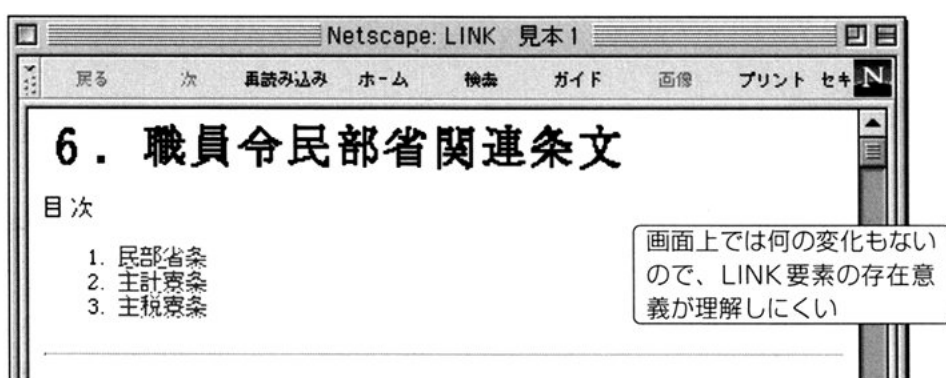 Netscape: LINK 見本1
戻る 次 再読み込み ホーム 検索 ガイド 画像 プリント セキ N
6. 職員令民部省関連条文
目次
1. 民部省条
2. 主計寮条
3. 主税寮条
画面上では何の変化もない
ので、LINK要素の存在意
義が理解しにくい